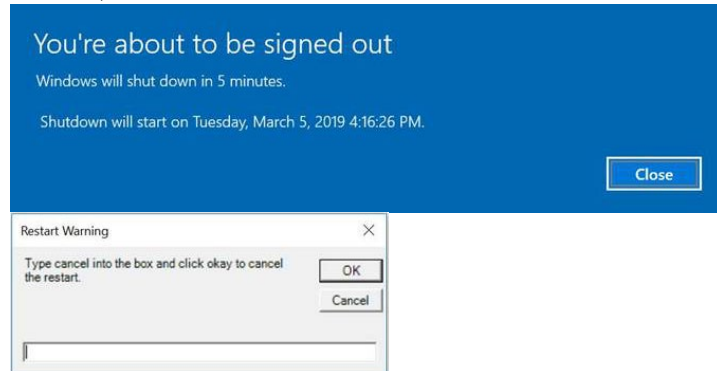 You're about to be signed out
Windows will shut down in 5 minutes.
Shutdown will start on Tuesday, March 5, 2019 4:16:26 PM.
Close
Restart Warning
Type cancel into the box and click okay to cancel
the restart.
OK
Cancel